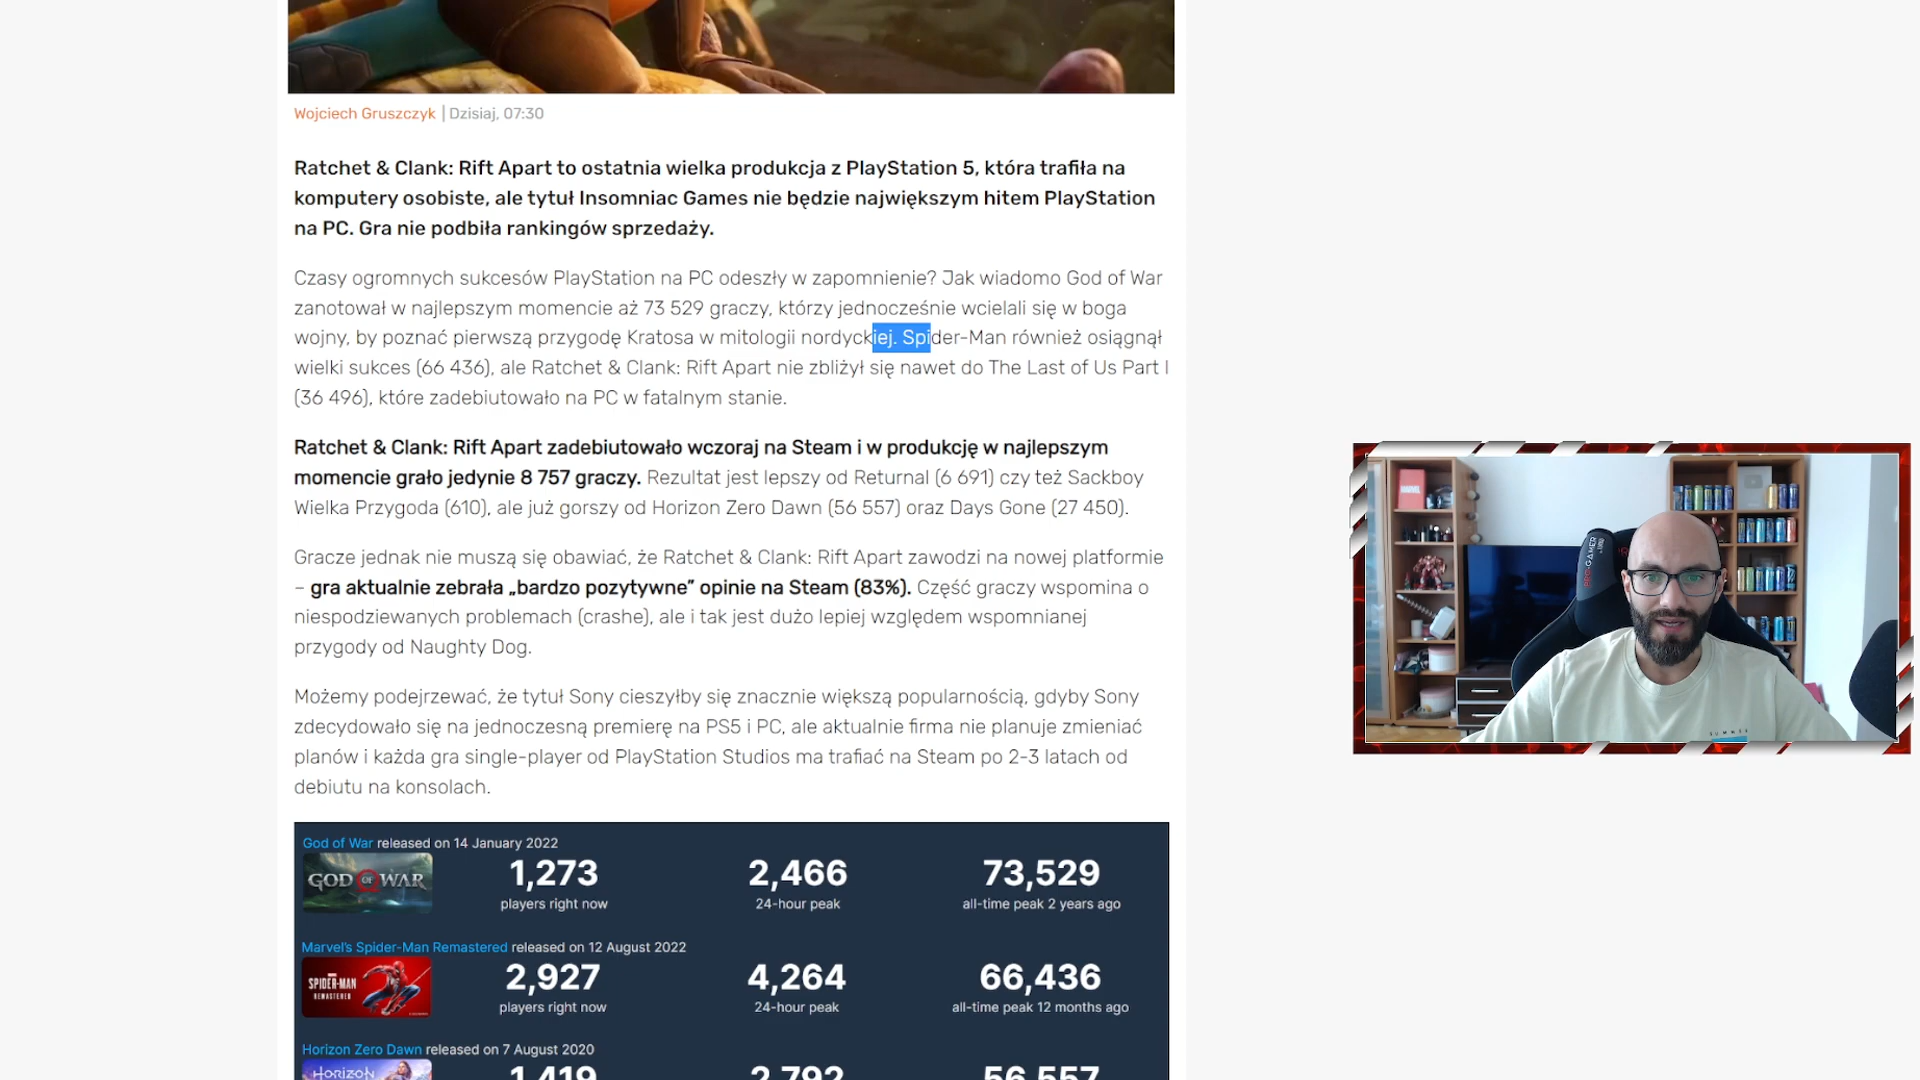 Wojciech Gruszczyk | Dzisiaj, 07:30
Ratchet & Clank: Rift Apart to ostatnia wielka produkcja z PlayStation 5, która trafiła na
komputery osobiste, ale tytuł Insomniac Games nie będzie największym hitem PlayStation
na PC. Gra nie podbiła rankingów sprzedaży.
Czasy ogromnych sukcesów PlayStation na PC odeszły w zapomnienie? Jak wiadomo God of War
zanotował w najlepszym momencie aż 73 529 graczy, którzy jednocześnie wcielali się w boga
wojny, by poznać pierwszą przygodę Kratosa w mitologii nordyckiej. Spider-Man również osiągnął
wielki sukces (66 436), ale Ratchet & Clank: Rift Apart nie zbliżył się nawet do The Last of Us Part I
(36 496), które zadebiutowało na PC w fatalnym stanie.
Ratchet & Clank: Rift Apart zadebiutowało wczoraj na Steam i w produkcję w najlepszym
momencie grało jedynie 8 757 graczy. Rezultat jest lepszy od Returnal (6 691) czy też Sackboy
Wielka Przygoda (610), ale już gorszy od Horizon Zero Dawn (56 557) oraz Days Gone (27 450).
Gracze jednak nie muszą się obawiać, że Ratchet & Clank: Rift Apart zawodzi na nowej platformie
– gra aktualnie zebrała „bardzo pozytywne” opinie na Steam (83%). Część graczy wspomina o
niespodziewanych problemach (crashe), ale i tak jest dużo lepiej względem wspomnianej
przygody od Naughty Dog.
Możemy podejrzewać, że tytuł Sony cieszyłby się znacznie większą popularnością, gdyby Sony
zdecydowało się na jednoczesną premierę na PS5 i PC, ale aktualnie firma nie planuje zmieniać
planów i każda gra single-player od PlayStation Studios ma trafiać na Steam po 2-3 latach od
debiutu na konsolach.
God of War released on 14 January 2022
GOD OF WAR
1,273 2,466 73,529
players right now 24-hour peak all-time peak 2 years ago
Marvel's Spider-Man Remastered released on 12 August 2022
SPIDER-MAN
REMASTERED
2,927 4,264 66,436
players right now 24-hour peak all-time peak 12 months ago
Horizon Zero Dawn released on 7 August 2020
HORIZON
1,419 2,792 56,557
MARVEL
SUMMER